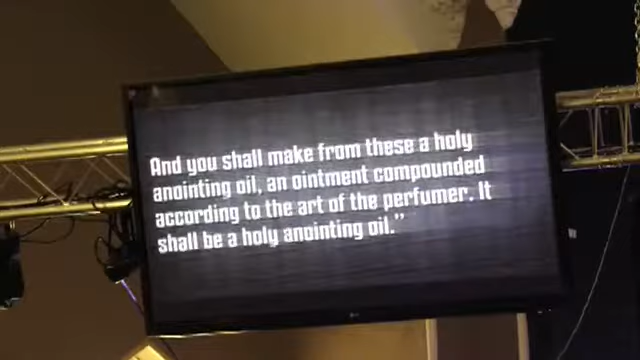 And you shall make from these a holy
anointing oil, an ointment compounded
according to the art of the perfumer. It
shall be a holy anointing oil.”